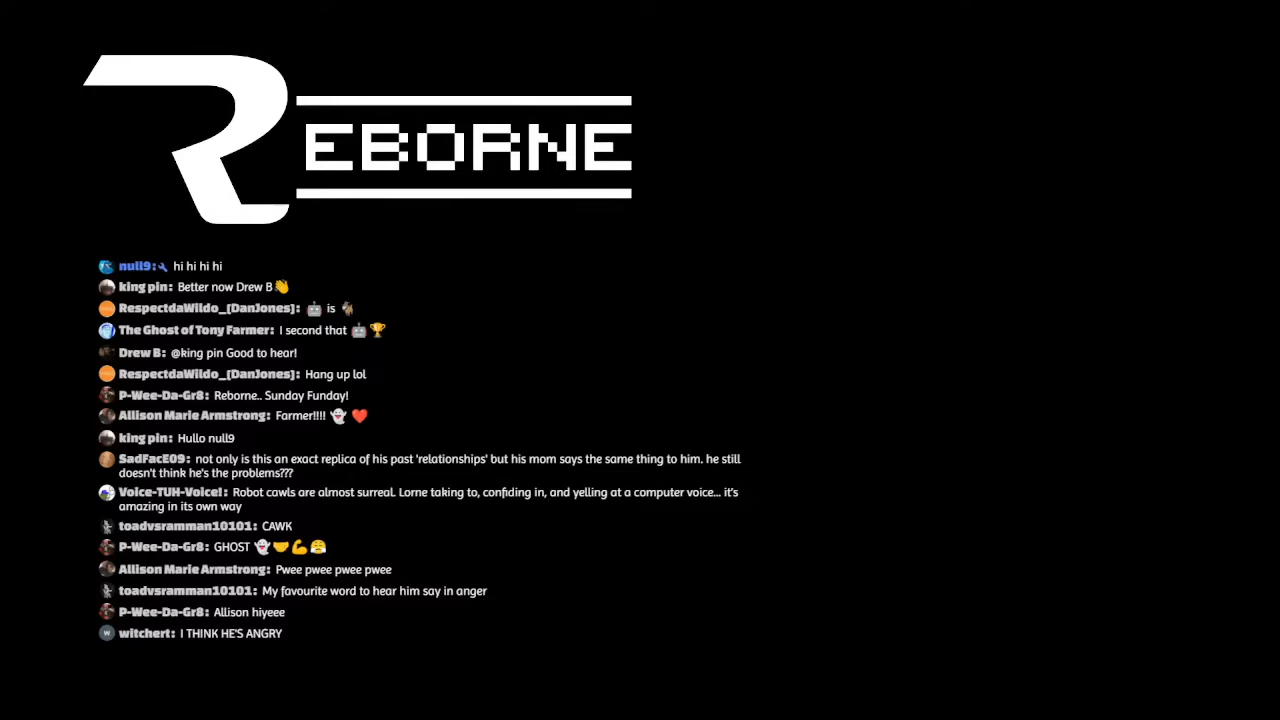 REBORNE
null9: hi hi hi hi
king pin: Better now Drew B👋
RespectdaWildo_(DanJones): 🤖 is 🐐
The Ghost of Tony Farmer: I second that 🤖🏆
Drew B: @king pin Good to hear!
RespectdaWildo_(DanJones): Hang up lol
P-Wee-Da-Gr8: Reborne.. Sunday Funday!
Allison Marie Armstrong: Farmer!!!! 👻 ❤️
king pin: Hullo null9
SadFacE09: not only is this an exact replica of his past 'relationships' but his mom says the same thing to him. he still
doesn't think he's the problems???
Voice-TUH-Voice!: Robot cawls are almost surreal. Lorne taking to, confiding in, and yelling at a computer voice... it's
amazing in its own way
toadvsramman10101: CAWK
P-Wee-Da-Gr8: GHOST 👻🤝💪😤
Allison Marie Armstrong: Pwee pwee pwee pwee
toadvsramman10101: My favourite word to hear him say in anger
P-Wee-Da-Gr8: Allison hiyeee
W witchert: I THINK HE'S ANGRY